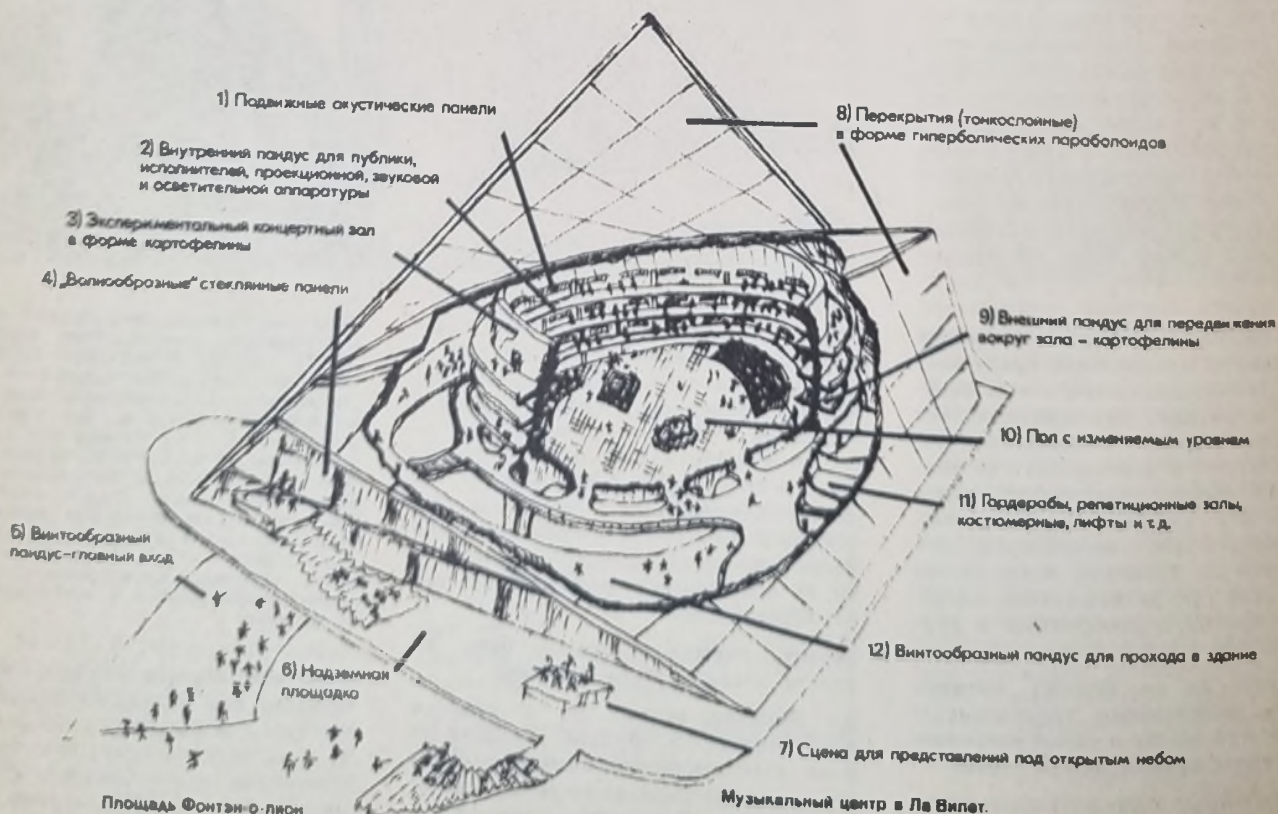 1) Подвижные акустические панели
2) Внутренний пандус для публики,
исполнителей, проекционной, звуковой
и осветительной аппаратуры
3) Экспериментальный концертный зал
в форме картофелины
4) „Волнообразные“ стеклянные панели
5) Винтообразный
пандус-главный вход
6) Надземная
площадка
7) Сцена для представлений под открытым небом
8) Перекрытия (тонкослойные)
в форме гиперболических параболоидов
9) Внешний пандус для передвижения
вокруг зала – картофелины
10) Пол с изменяемым уровнем
11) Гардеробы, репетиционные залы,
костюмерные, лифты и т.д.
12) Винтообразный пандус для прохода в здание
Площадь Фонтэн-о-лион
Музыкальный центр в Ла Вилет.